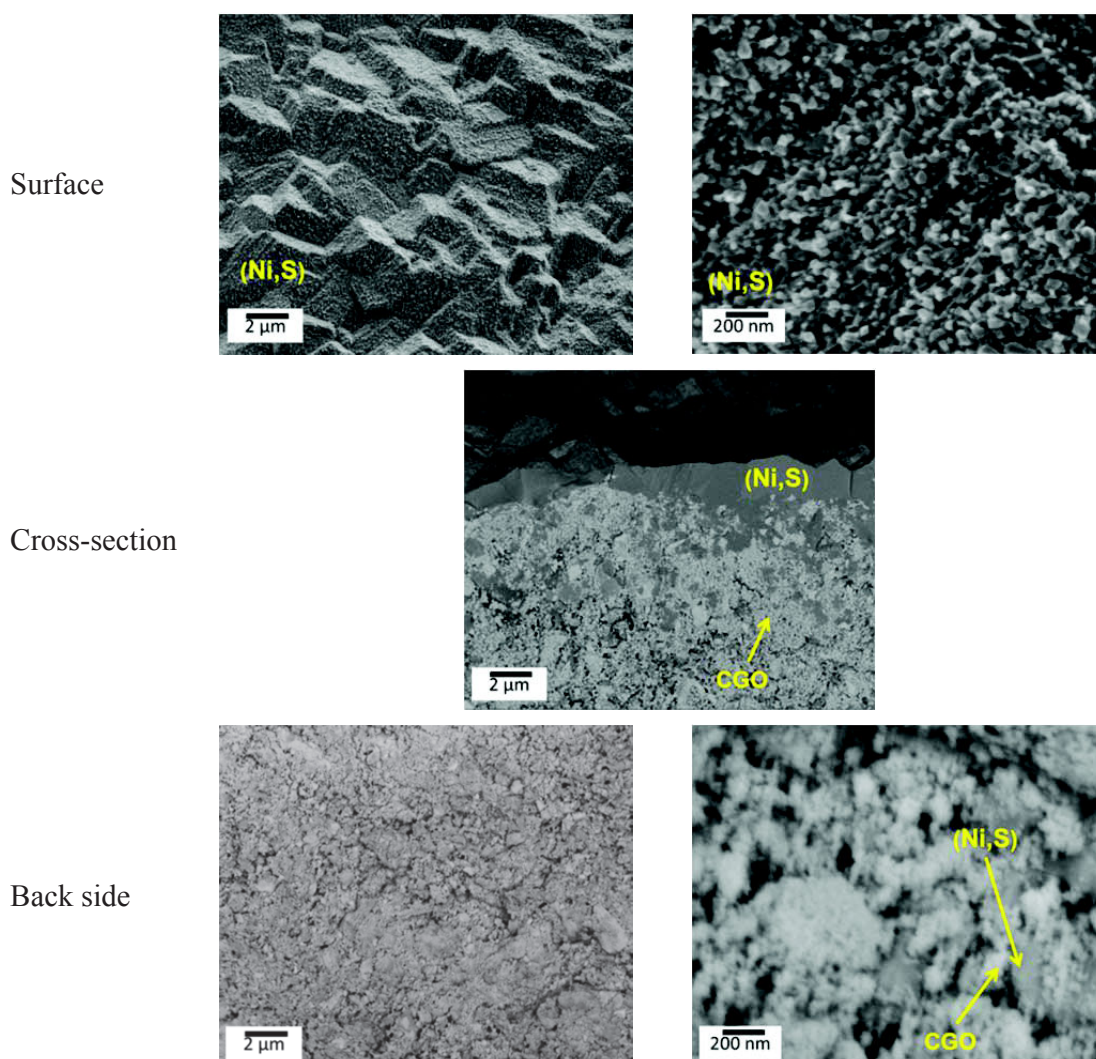 Surface
(Ni,S)
2 µm
(Ni,S)
200 nm
Cross-section
(Ni,S)
CGO
2 µm
Back side
2 µm
(Ni,S)
CGO
200 nm